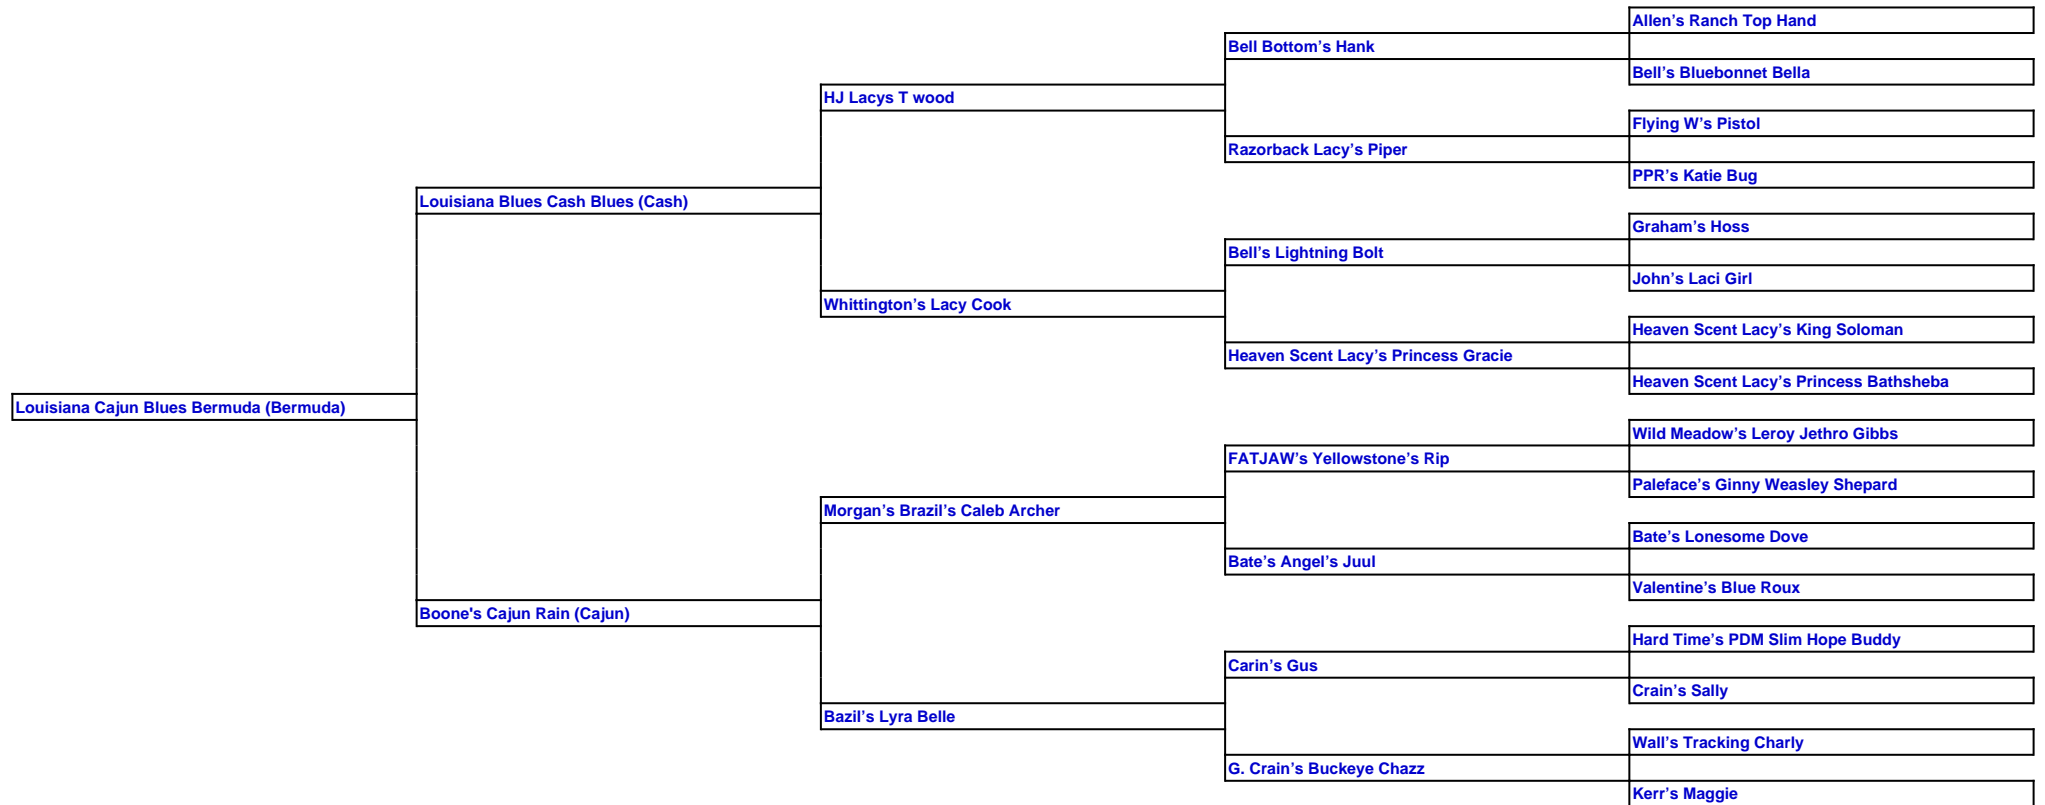 Allen’s Ranch Top Hand
Bell Bottom’s Hank
Bell’s Bluebonnet Bella
HJ Lacys T wood
Flying W’s Pistol
Razorback Lacy’s Piper
PPR’s Katie Bug
Louisiana Blues Cash Blues (Cash)
Graham’s Hoss
Bell’s Lightning Bolt
John’s Laci Girl
Whittington’s Lacy Cook
Heaven Scent Lacy’s King Soloman
Heaven Scent Lacy’s Princess Gracie
Heaven Scent Lacy’s Princess Bathsheba
Louisiana Cajun Blues Bermuda (Bermuda)
Wild Meadow’s Leroy Jethro Gibbs
FATJAW’s Yellowstone’s Rip
Paleface’s Ginny Weasley Shepard
Morgan’s Brazil’s Caleb Archer
Bate’s Lonesome Dove
Bate’s Angel’s Juul
Valentine’s Blue Roux
Boone's Cajun Rain (Cajun)
Hard Time’s PDM Slim Hope Buddy
Carin’s Gus
Crain’s Sally
Bazil’s Lyra Belle
Wall’s Tracking Charly
G. Crain’s Buckeye Chazz
Kerr’s Maggie